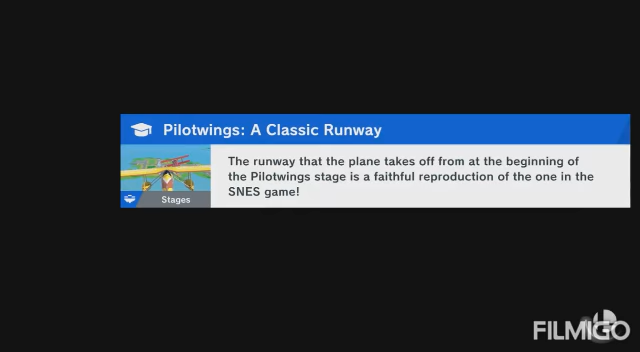 Pilotwings: A Classic Runway
The runway that the plane takes off from at the beginning of
the Pilotwings stage is a faithful reproduction of the one in the
SNES game!
Stages
FILMIGO